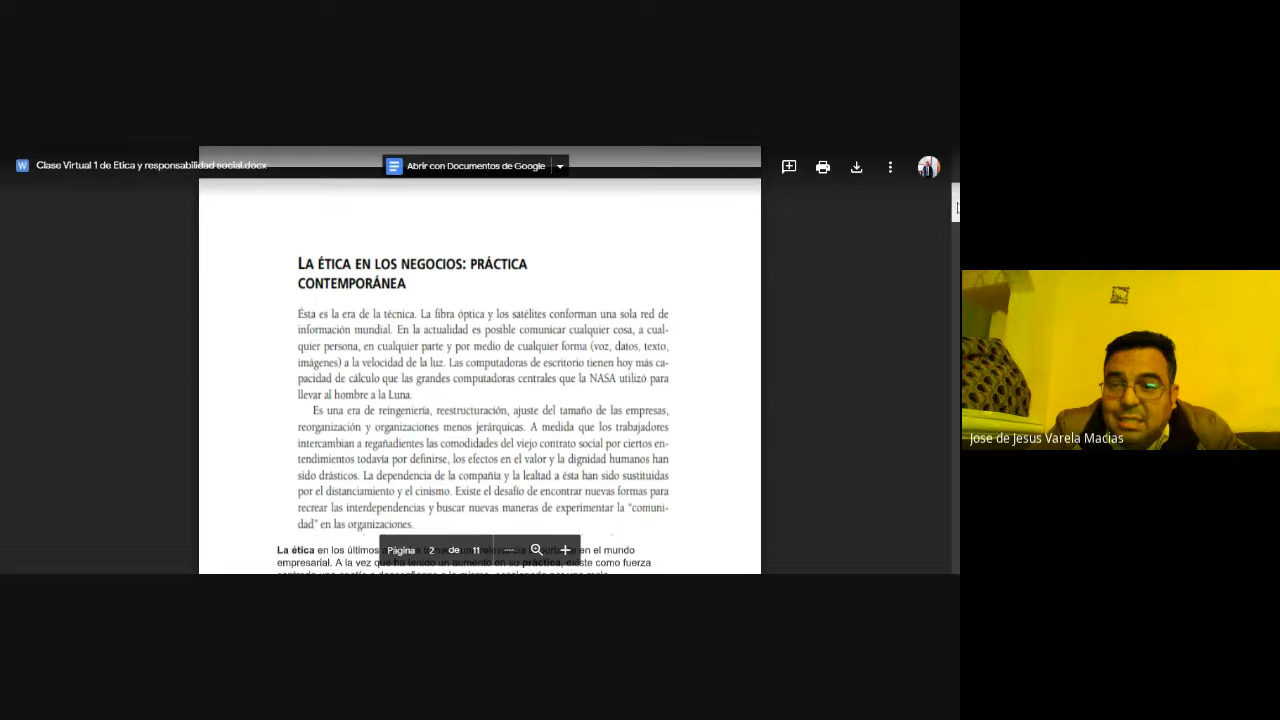 Clase Virtual 1 de Etica y responsabilidad social.docx
Abrir con Documentos de Google
LA ÉTICA EN LOS NEGOCIOS: PRÁCTICA
CONTEMPORÁNEA
Ésta es la era de la técnica. La fibra óptica y los satélites conforman una sola red de
información mundial. En la actualidad es posible comunicar cualquier cosa, a cual-
quier persona, en cualquier parte y por medio de cualquier forma (voz, datos, texto,
imágenes) a la velocidad de la luz. Las computadoras de escritorio tienen hoy más ca-
pacidad de cálculo que las grandes computadoras centrales que la NASA utilizó para
llevar al hombre a la Luna.
Es una era de reingeniería, reestructuración, ajuste del tamaño de las empresas,
reorganización y organizaciones menos jerárquicas. A medida que los trabajadores
intercambian a regañadientes las comodidades del viejo contrato social por ciertos en-
tendimientos todavía por definirse, los efectos en el valor y la dignidad humanos han
sido drásticos. La dependencia de la compañía y la lealtad a ésta han sido sustituidas
por el distanciamiento y el cinismo. Existe el desafío de encontrar nuevas formas para
recrear las interdependencias y buscar nuevas maneras de experimentar la "comuni-
dad" en las organizaciones.
La ética en los últimos en el mundo
empresarial. A la vez que ha tenido un aumento en su práctica, existe como fuerza
Página 2 de 11
Jose de Jesus Varela Macias